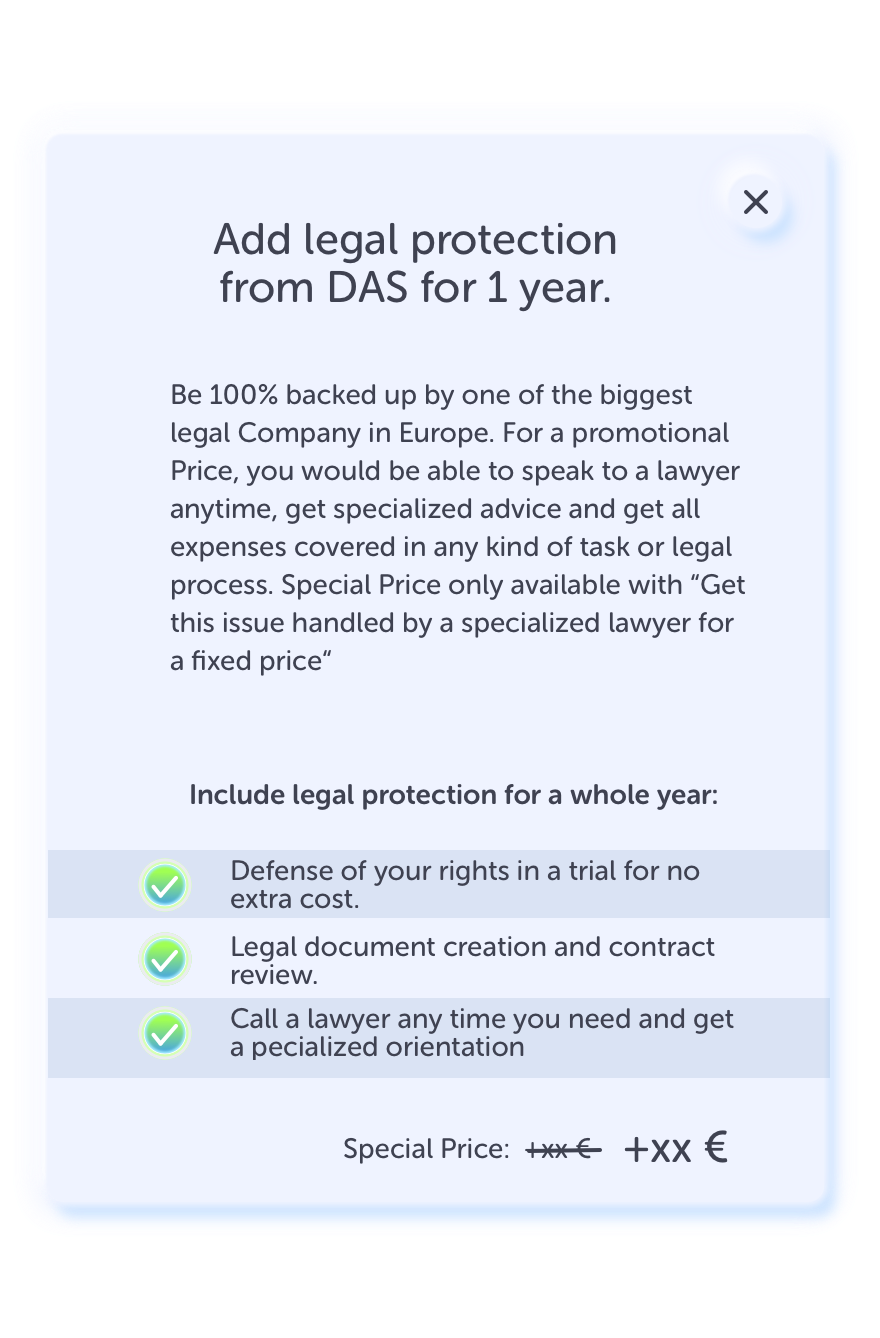 Add legal protection
from DAS for 1 year.
Be 100% backed up by one of the biggest
legal Company in Europe. For a promotional
Price, you would be able to speak to a lawyer
anytime, get specialized advice and get all
expenses covered in any kind of task or legal
process. Special Price only available with “Get
this issue handled by a specialized lawyer for
a fixed price“
Include legal protection for a whole year:
Defense of your rights in a trial for no
extra cost.
Legal document creation and contract
review.
Call a lawyer any time you need and get
a pecialized orientation
Special Price: +xx € +xx €